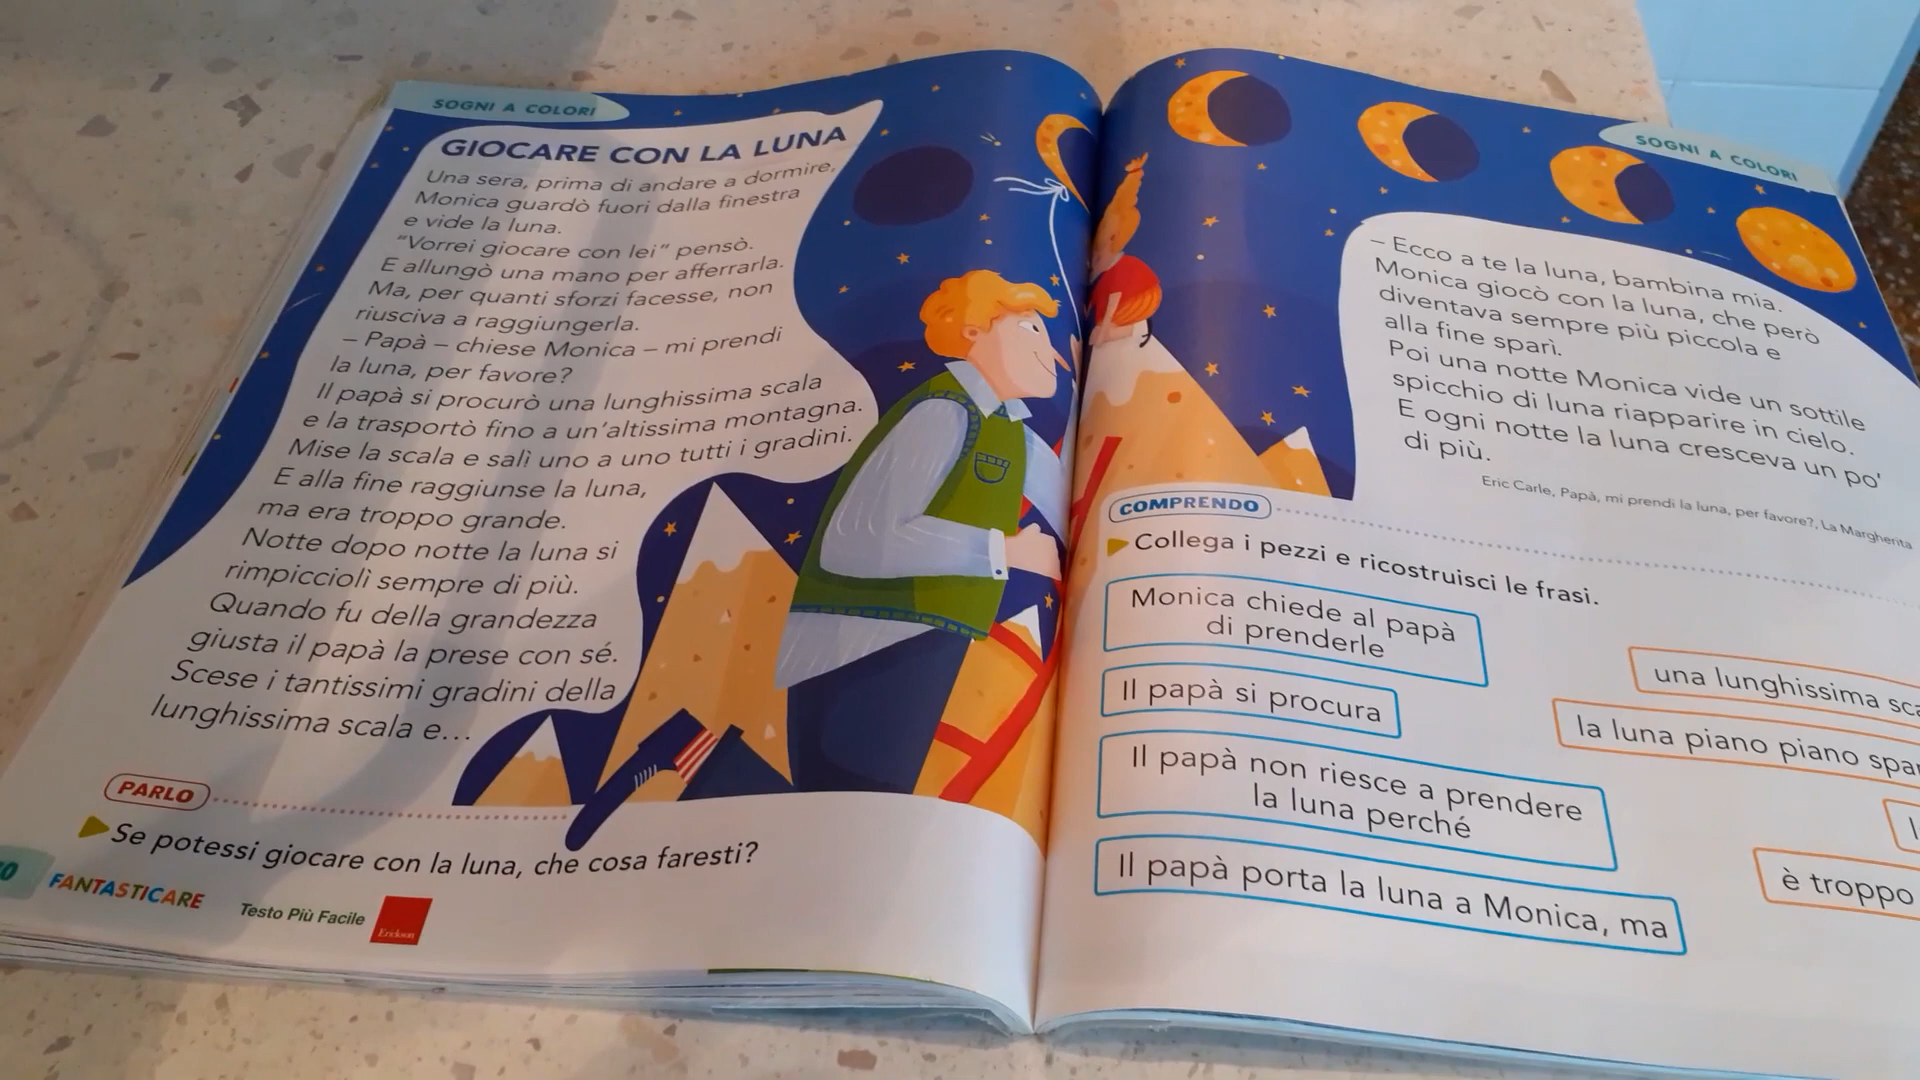 SOGNI A COLORI
GIOCARE CON LA LUNA
Una sera, prima di andare a dormire,
Monica guardò fuori dalla finestra
e vide la luna.
"Vorrei giocare con lei" pensò.
E allungò una mano per afferrarla.
Ma, per quanti sforzi facesse, non
riusciva a raggiungerla.
– Papà – chiese Monica – mi prendi
la luna, per favore?
Il papà si procurò una lunghissima scala
e la trasportò fino a un'altissima montagna.
Mise la scala e salì uno a uno tutti i gradini.
E alla fine raggiunse la luna,
ma era troppo grande.
Notte dopo notte la luna si
rimpicciolì sempre di più.
Quando fu della grandezza
giusta il papà la prese con sé.
Scese i tantissimi gradini della
lunghissima scala e...
PARLO
Se potessi giocare con la luna, che cosa faresti?
FANTASTICARE
Testo Più Facile
Erickson
SOGNI A COLORI
– Ecco a te la luna, bambina mia.
Monica giocò con la luna, che però
diventava sempre più piccola e
alla fine sparì.
Poi una notte Monica vide un sottile
spicchio di luna riapparire in cielo.
E ogni notte la luna cresceva un po'
di più.
Eric Carle, Papà, mi prendi la luna, per favore?, La Margherita
COMPRENDO
Collega i pezzi e ricostruisci le frasi.
Monica chiede al papà
di prenderle
Il papà si procura
Il papà non riesce a prendere
la luna perché
Il papà porta la luna a Monica, ma
una lunghissima
la luna piano piano
è troppo